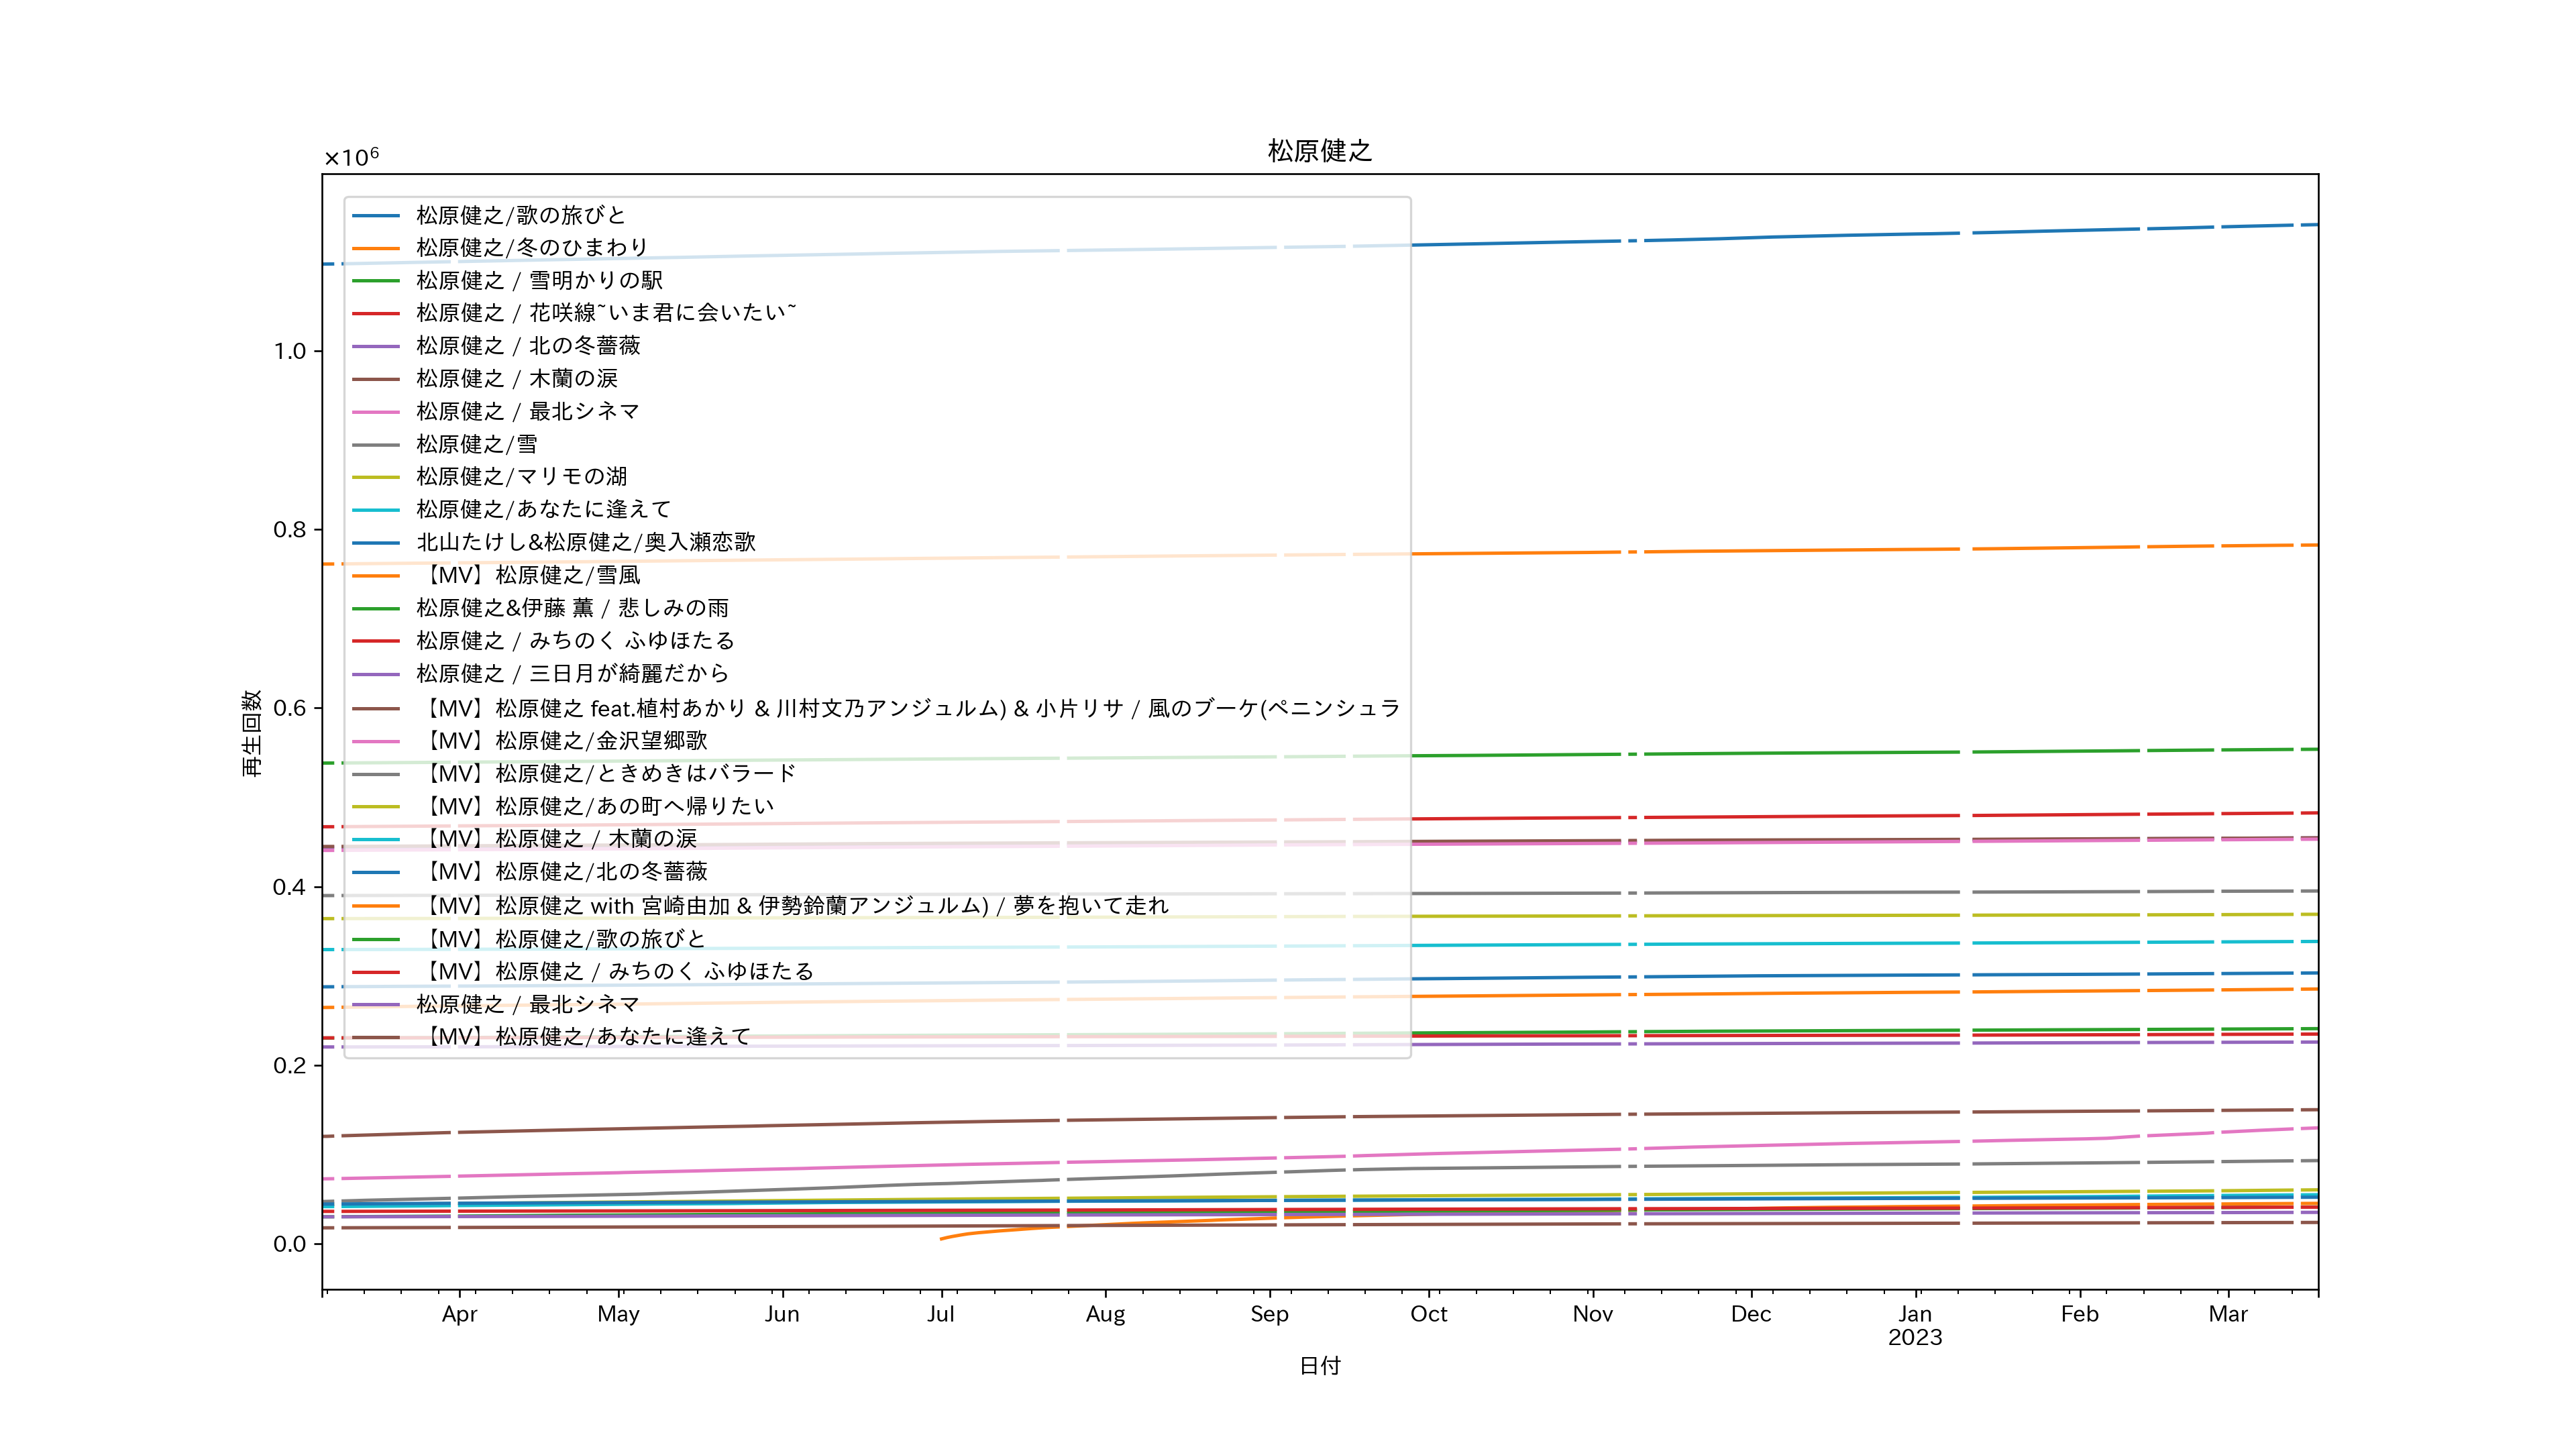 松原健之
×10⁶
松原健之/歌の旅びと
松原健之/冬のひまわり
松原健之 / 雪明かりの駅
松原健之 / 花咲線~いま君に会いたい~
松原健之 / 北の冬薔薇
松原健之 / 木蘭の涙
松原健之 / 最北シネマ
松原健之/雪
松原健之/マリモの湖
松原健之/あなたに逢えて
北山たけし&松原健之/奥入瀬恋歌
【MV】松原健之/雪風
松原健之&伊藤 薫 / 悲しみの雨
松原健之 / みちのく ふゆほたる
松原健之 / 三日月が綺麗だから
【MV】松原健之 feat.植村あかり & 川村文乃アンジュルム) & 小片リサ / 風のブーケ(ペニンシュラ
【MV】松原健之/金沢望郷歌
【MV】松原健之/ときめきはバラード
【MV】松原健之/あの町へ帰りたい
【MV】松原健之 / 木蘭の涙
【MV】松原健之/北の冬薔薇
【MV】松原健之 with 宮崎由加 & 伊勢鈴蘭アンジュルム) / 夢を抱いて走れ
【MV】松原健之/歌の旅びと
【MV】松原健之 / みちのく ふゆほたる
松原健之 / 最北シネマ
【MV】松原健之/あなたに逢えて
1.0
0.8
0.6
0.4
0.2
0.0
再生回数
Apr May Jun Jul Aug Sep Oct Nov Dec Jan Feb Mar
2023
日付